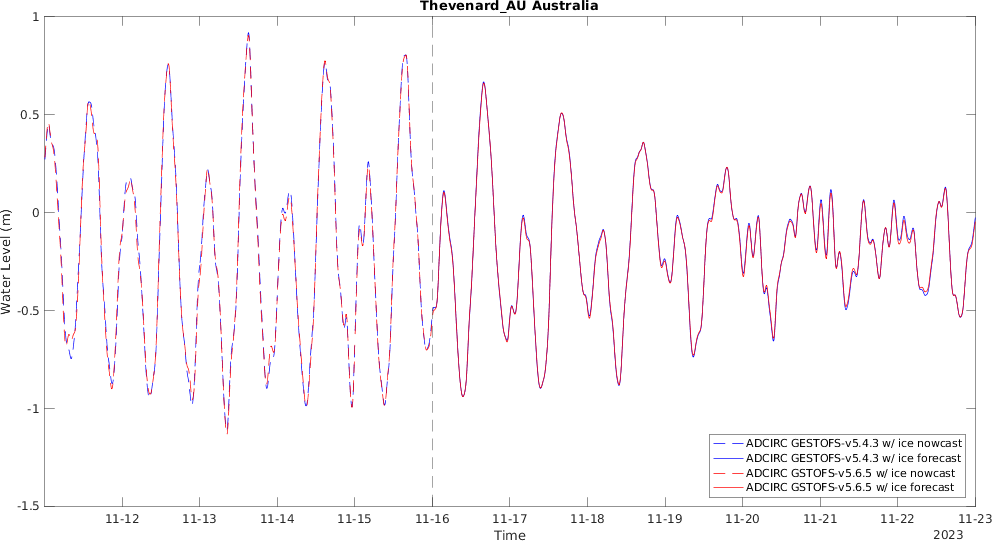 Thevenard_AU Australia
1
0.5
0
-0.5
-1
-1.5
Water Level (m)
ADCIRC GESTOFS-v5.4.3 w/ ice nowcast
ADCIRC GESTOFS-v5.4.3 w/ ice forecast
ADCIRC GSTOFS-v5.6.5 w/ ice nowcast
ADCIRC GSTOFS-v5.6.5 w/ ice forecast
11-12 11-13 11-14 11-15 11-16 11-17 11-18 11-19 11-20 11-21 11-22 11-23
Time
2023